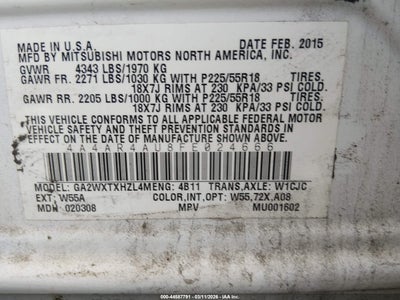 MADE IN U.S.A. DATE FEB. 2015
MFD BY MITSUBISHI MOTORS NORTH AMERICA, INC.
GVWR 4343 LBS/1970 KG
GAWR FR. 2271 LBS/1030 KG WITH P225/55R18 TIRES,
18X7J RIMS AT 230 KPA/33 PSI COLD.
GAWR RR. 2205 LBS/1000 KG WITH P225/55R18 TIRES,
18X7J RIMS AT 230 KPA/33 PSI COLD.
THIS VEHICLE CONFORMS TO ALL APPLICABLE FEDERAL MOTOR
VEHICLE SAFETY, BUMPER, AND THEFT PREVENTION STANDARDS IN
EFFECT ON THE DATE OF MANUFACTURE SHOWN ABOVE.
4A4AR4AU8FE024666
MODEL: GA2WXTXHZL4M ENG: 4B11 TRANS,AXLE: W1CJC
EXT: W55A COLOR,INT,OPT: W55,72X,A08
MDH 020308 MPV MU001602
000-44587791 - 03/11/2026 - IAA Inc.